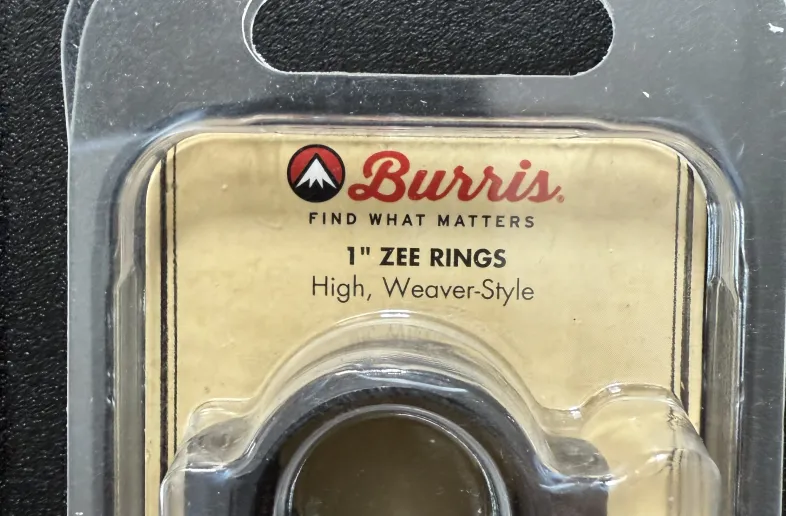 Burris.
FIND WHAT MATTERS
1" ZEE RINGS
High, Weaver-Style